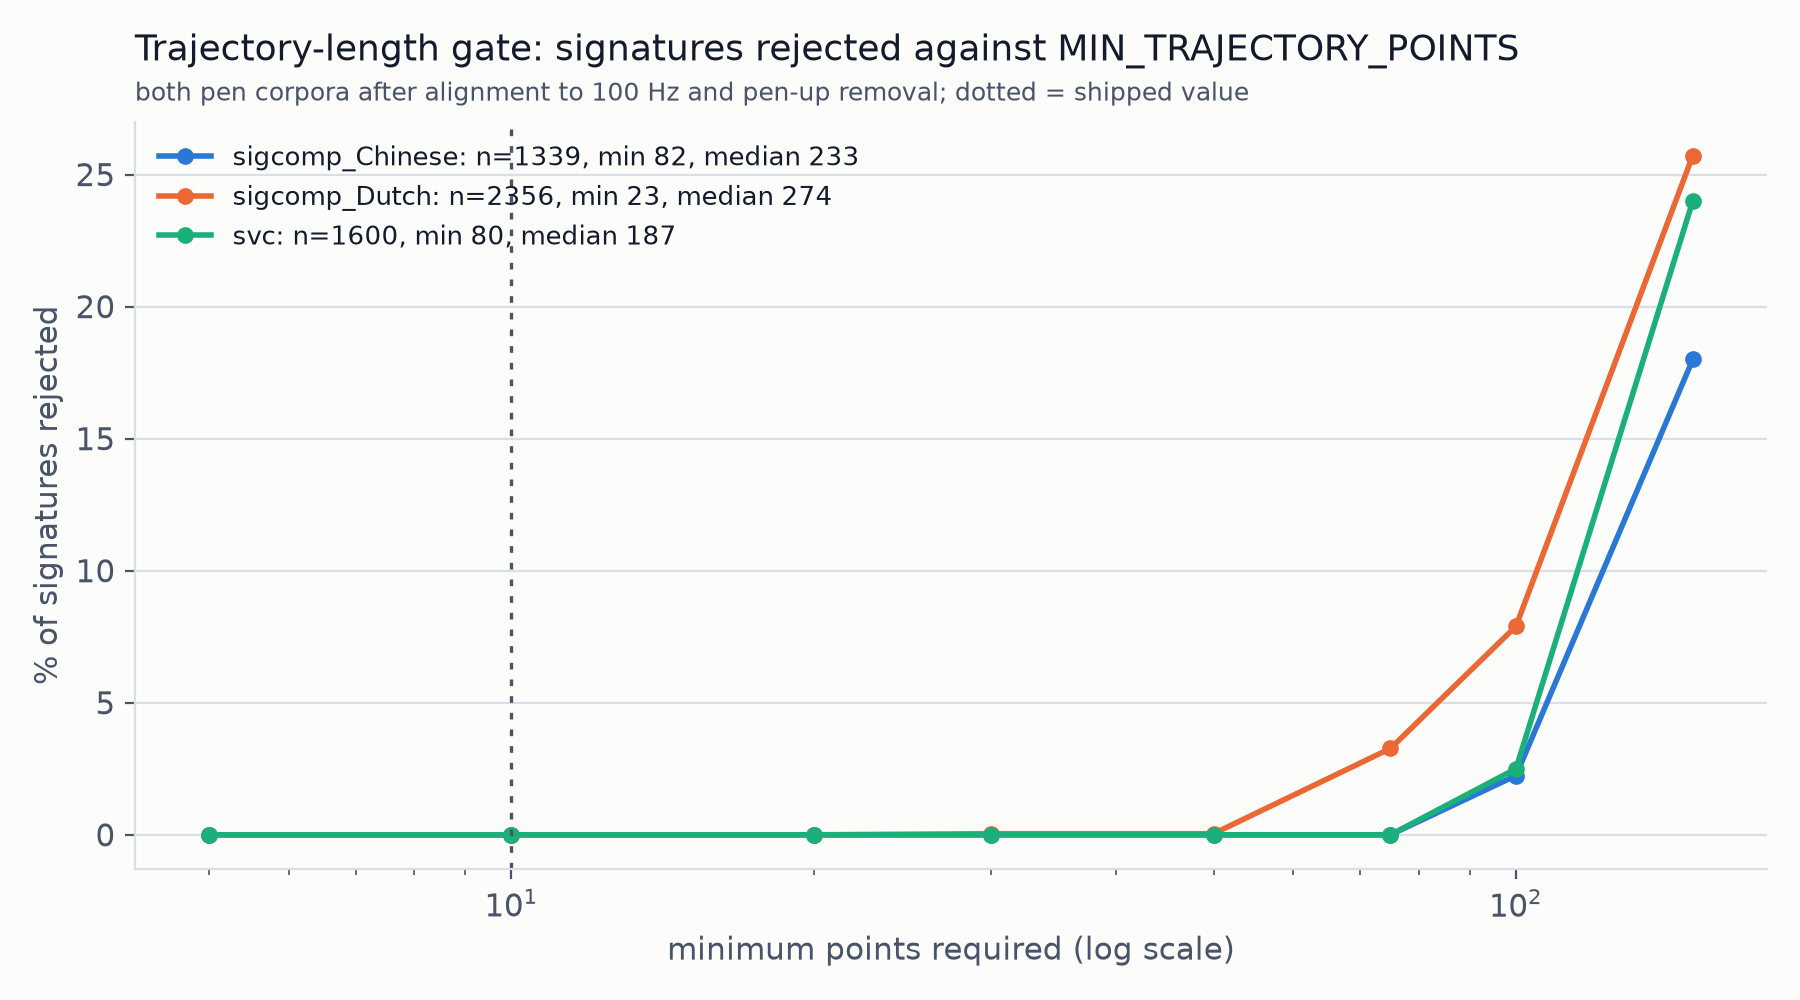 Trajectory-length gate: signatures rejected against MIN_TRAJECTORY_POINTS
both pen corpora after alignment to 100 Hz and pen-up removal; dotted = shipped value
sigcomp_Chinese: n=1339, min 82, median 233
sigcomp_Dutch: n=2356, min 23, median 274
svc: n=1600, min 80, median 187
% of signatures rejected
25
20
15
10
5
0
10¹
10²
minimum points required (log scale)